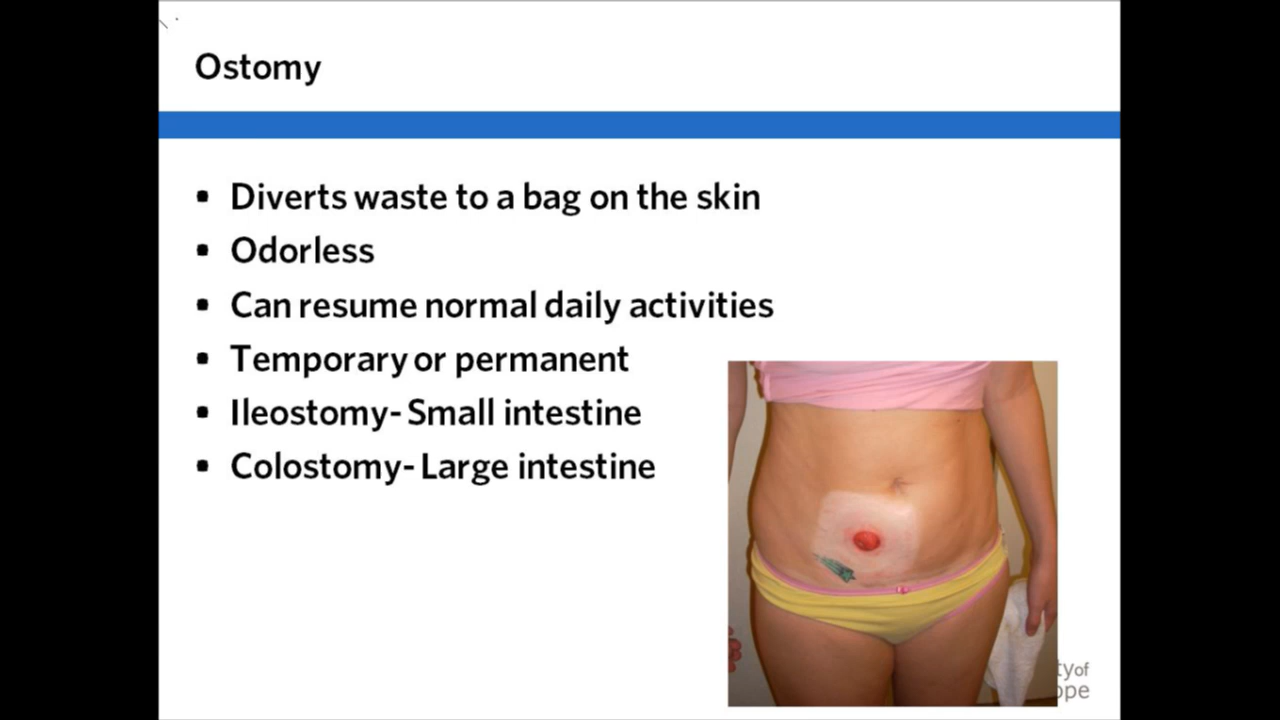 Ostomy
Diverts waste to a bag on the skin
Odorless
Can resume normal daily activities
Temporary or permanent
Ileostomy- Small intestine
Colostomy- Large intestine